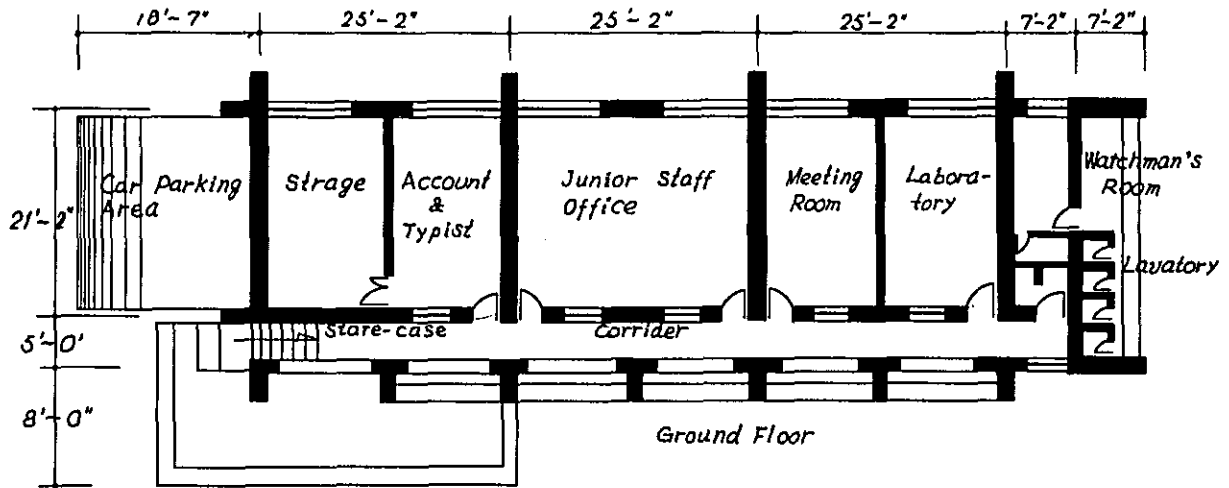 18'-7" 25'-2" 25'-2" 25'-2" 7'-2" 7'-2"
Car Parking
Area
Strage
Account
&
Typist
Junior Staff
Office
Meeting
Room
Labora-
tory
Watchman's
Room
21'-2"
Lavatory
Stare-case
Corrider
5'-0'
8'-0"
Ground Floor